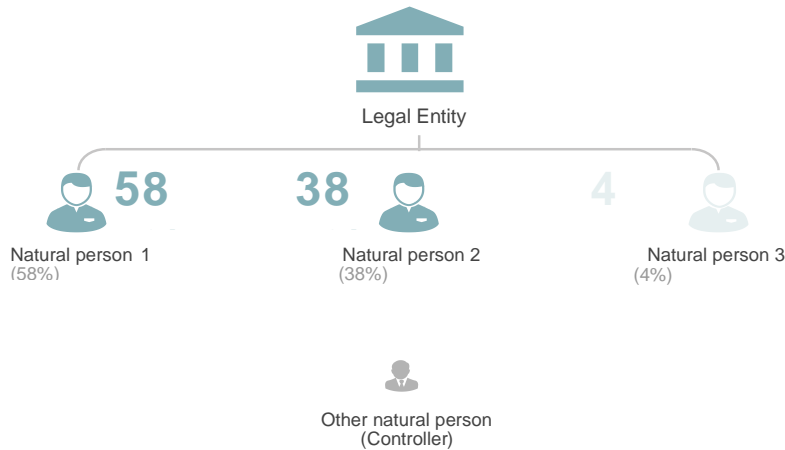 Legal Entity
58
38
4
Natural person 1
(58%)
Natural person 2
(38%)
Natural person 3
(4%)
Other natural person
(Controller)